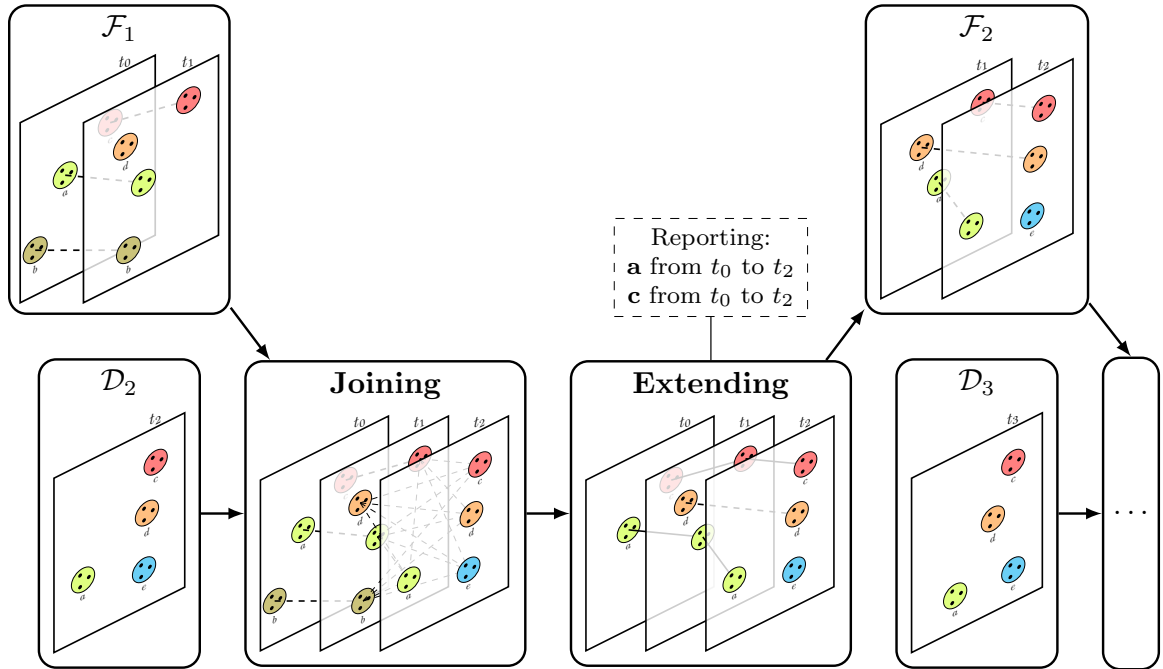 𝓕₁
t₀
t₁
c
d
a
b
b
𝓕₂
t₁
t₂
c
d
a
e
Reporting:
a from t₀ to t₂
c from t₀ to t₂
𝓓₂
t₂
c
d
e
a
Joining
t₀
t₁
t₂
c
d
d
a
e
a
b
b
Extending
t₀
t₁
t₂
c
d
d
a
e
a
𝓓₃
t₃
c
d
e
a
···